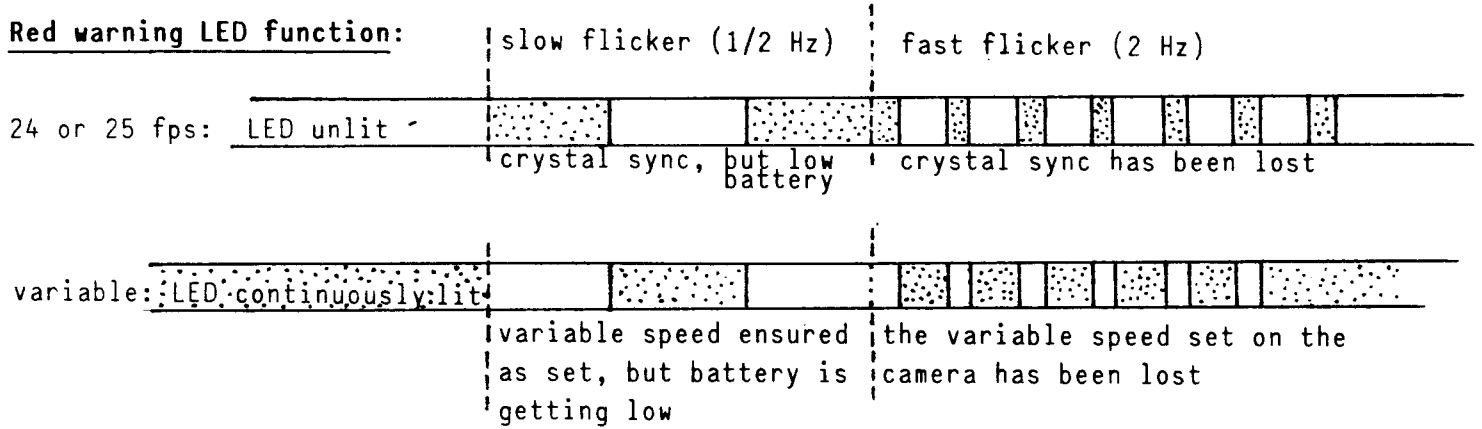 Red warning LED function:
slow flicker (1/2 Hz)
fast flicker (2 Hz)
24 or 25 fps: LED unlit
crystal sync, but low
battery
crystal sync has been lost
variable: LED continuously lit
variable speed ensured
as set, but battery is
getting low
the variable speed set on the
camera has been lost